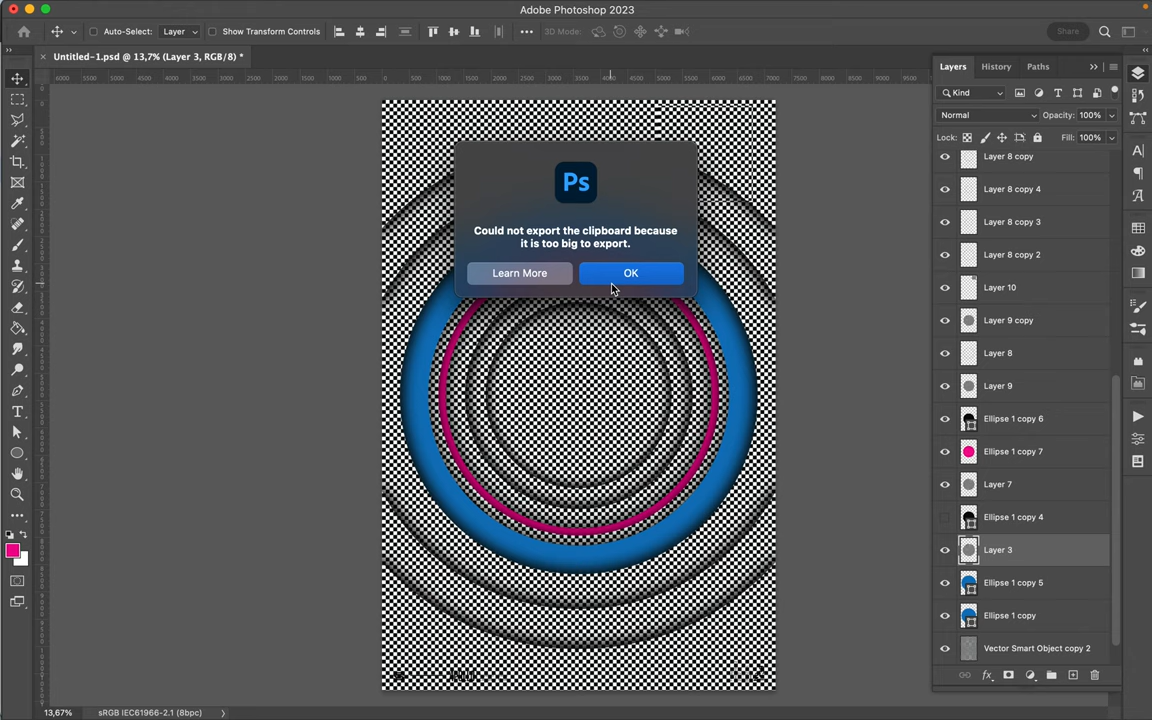 Adobe Photoshop 2023
Auto-Select: Layer Show Transform Controls 3D Mode: Share
Untitled-1.psd @ 13,7% (Layer 3, RGB/8) *
Layers History Paths
Kind
Normal Opacity: 100%
Lock: Fill: 100%
Layer 8 copy
Layer 8 copy 4
Layer 8 copy 3
Layer 8 copy 2
Layer 10
Layer 9 copy
Layer 8
Layer 9
Ellipse 1 copy 6
Ellipse 1 copy 7
Layer 7
Ellipse 1 copy 4
Layer 3
Ellipse 1 copy 5
Ellipse 1 copy
Vector Smart Object copy 2
Ps
Could not export the clipboard because
it is too big to export.
Learn More OK
13,67% sRGB IEC61966-2.1 (8bpc)